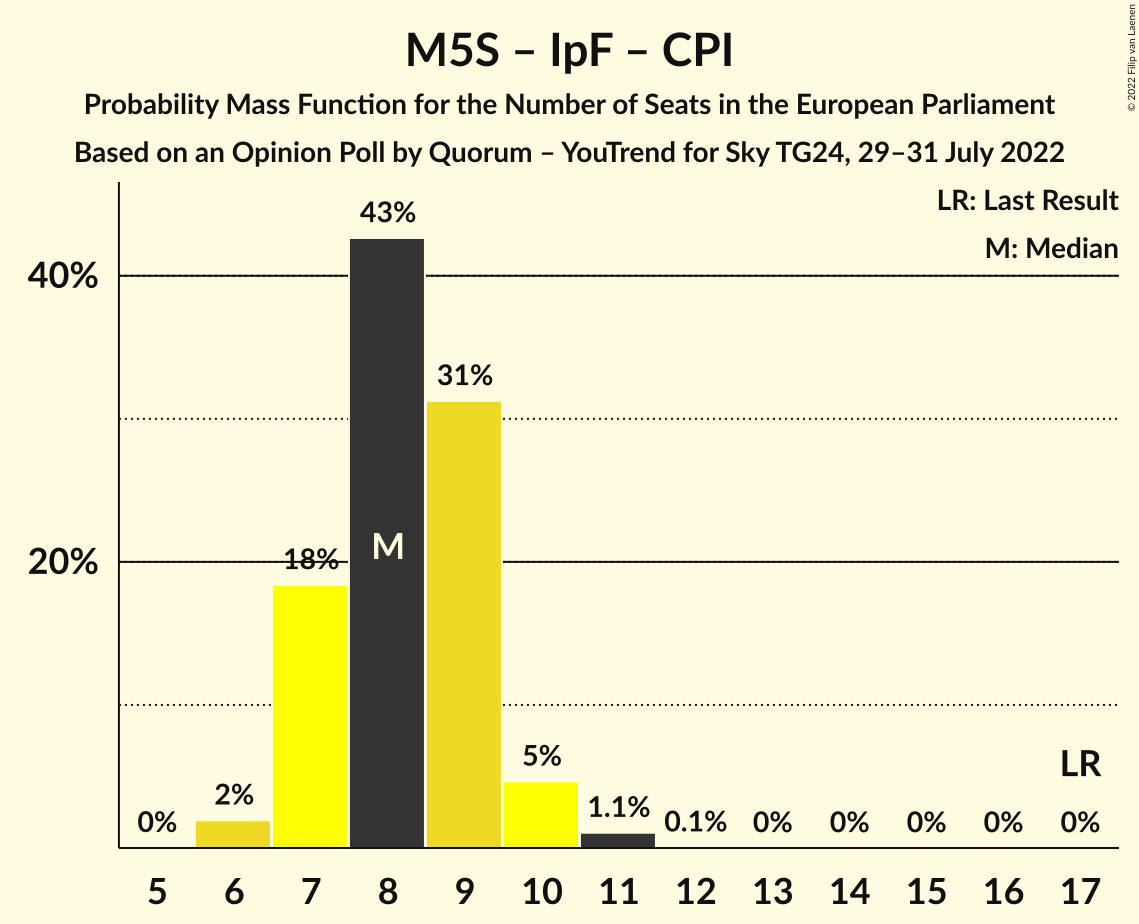 M5S – IpF – CPI
Probability Mass Function for the Number of Seats in the European Parliament
Based on an Opinion Poll by Quorum – YouTrend for Sky TG24, 29–31 July 2022
© 2022 Filip van Laenen
LR: Last Result
M: Median
43%
40%
31%
M
20%
18%
LR
5%
2%
1.1%
0%
0.1%
0%
0%
0%
0%
0%
5 6 7 8 9 10 11 12 13 14 15 16 17